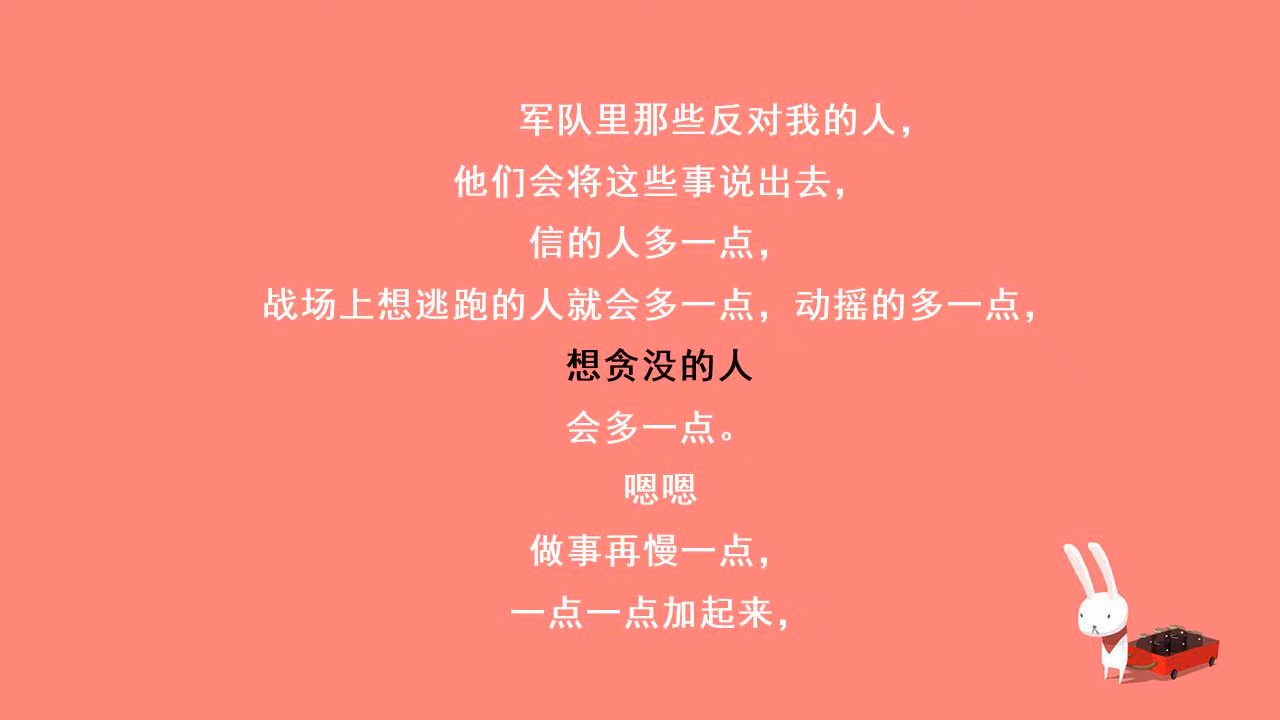 军队里那些反对我的人，
他们会将这些事说出去，
信的人多一点，
战场上想逃跑的人就会多一点，动摇的多一点，
想贪没的人
会多一点。
嗯嗯
做事再慢一点，
一点一点加起来，